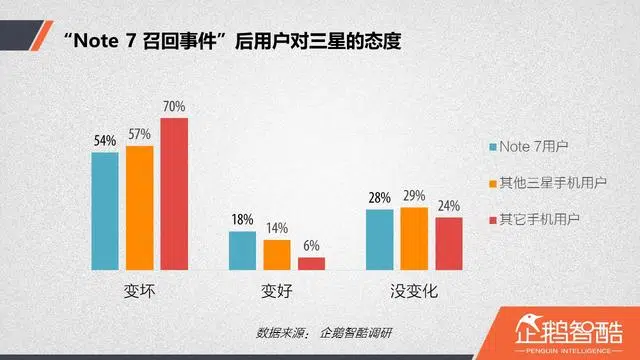 “Note 7 召回事件”后用户对三星的态度
54%
57%
70%
18%
14%
6%
28%
29%
24%
变坏
变好
没变化
Note 7用户
其他三星手机用户
其它手机用户
数据来源： 企鹅智酷调研
企鹅智酷
PENGUIN INTELLIGENCE